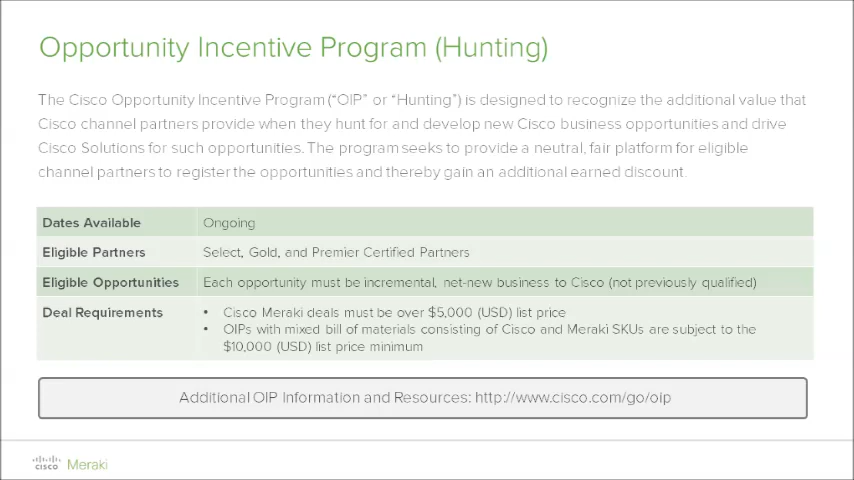 Opportunity Incentive Program (Hunting)
The Cisco Opportunity Incentive Program (“OIP” or “Hunting”) is designed to recognize the additional value that
Cisco channel partners provide when they hunt for and develop new Cisco business opportunities and drive
Cisco Solutions for such opportunities. The program seeks to provide a neutral, fair platform for eligible
channel partners to register the opportunities and thereby gain an additional earned discount.
Dates Available Ongoing
Eligible Partners Select, Gold, and Premier Certified Partners
Eligible Opportunities Each opportunity must be incremental, net-new business to Cisco (not previously qualified)
Deal Requirements • Cisco Meraki deals must be over $5,000 (USD) list price
• OIPs with mixed bill of materials consisting of Cisco and Meraki SKUs are subject to the
$10,000 (USD) list price minimum
Additional OIP Information and Resources: http://www.cisco.com/go/oip
cisco Meraki